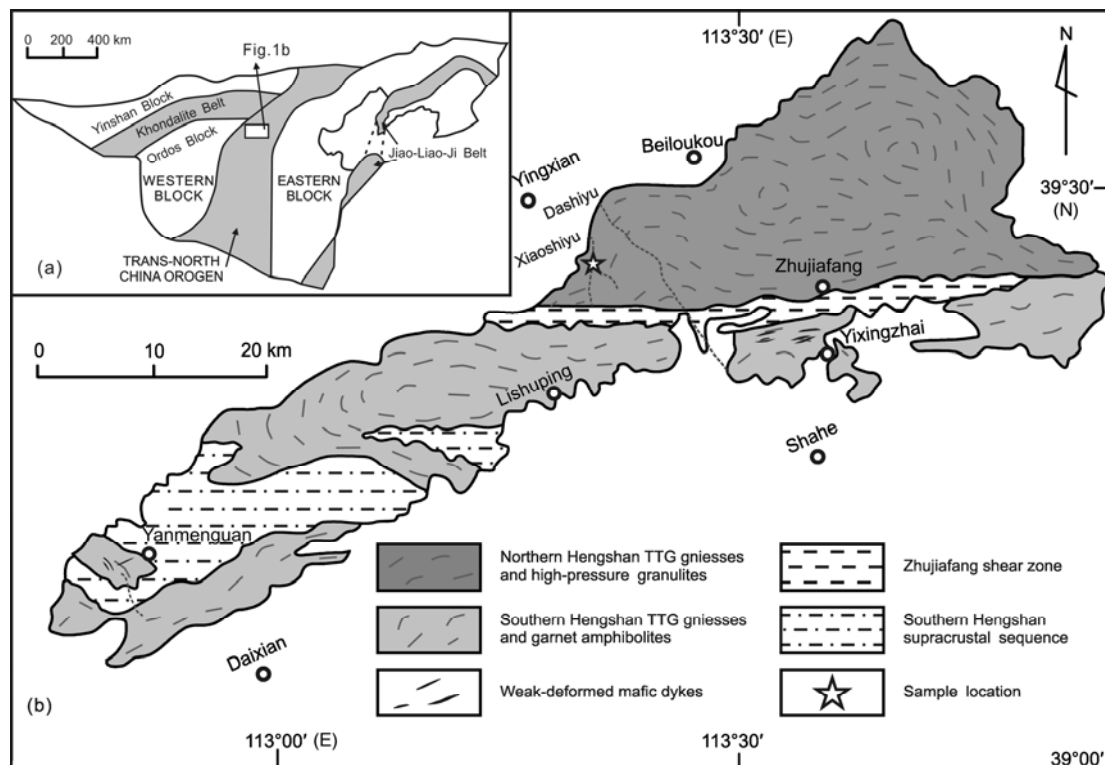 (a)
0 200 400 km
Fig.1b
Yinshan Block
Khondalite Belt
Ordos Block
WESTERN
BLOCK
EASTERN
BLOCK
Jiao-Liao-Ji Belt
TRANS-NORTH
CHINA OROGEN
113°30′ (E)
N
39°30′
(N)
Beiloukou
Yingxian
Dashiyu
Xiaoshiyu
Zhujiafang
Yixingzhai
0 10 20 km
Lishuping
Shahe
Yanmenguan
Daixian
Northern Hengshan TTG gniesses
and high-pressure granulites
Zhujiafang shear zone
Southern Hengshan TTG gniesses
and garnet amphibolites
Southern Hengshan
supracrustal sequence
Weak-deformed mafic dykes
Sample location
(b)
113°00′ (E)
113°30′
39°00′